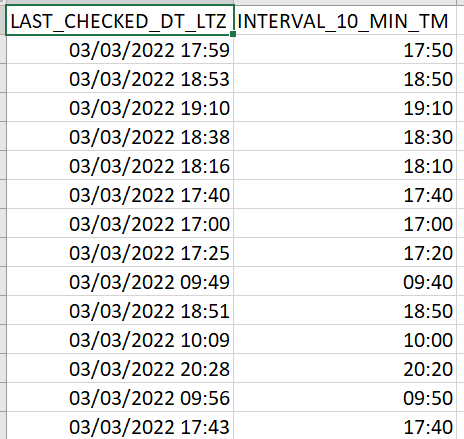 LAST_CHECKED_DT_LTZ INTERVAL_10_MIN_TM
03/03/2022 17:59 17:50
03/03/2022 18:53 18:50
03/03/2022 19:10 19:10
03/03/2022 18:38 18:30
03/03/2022 18:16 18:10
03/03/2022 17:40 17:40
03/03/2022 17:00 17:00
03/03/2022 17:25 17:20
03/03/2022 09:49 09:40
03/03/2022 18:51 18:50
03/03/2022 10:09 10:00
03/03/2022 20:28 20:20
03/03/2022 09:56 09:50
03/03/2022 17:43 17:40